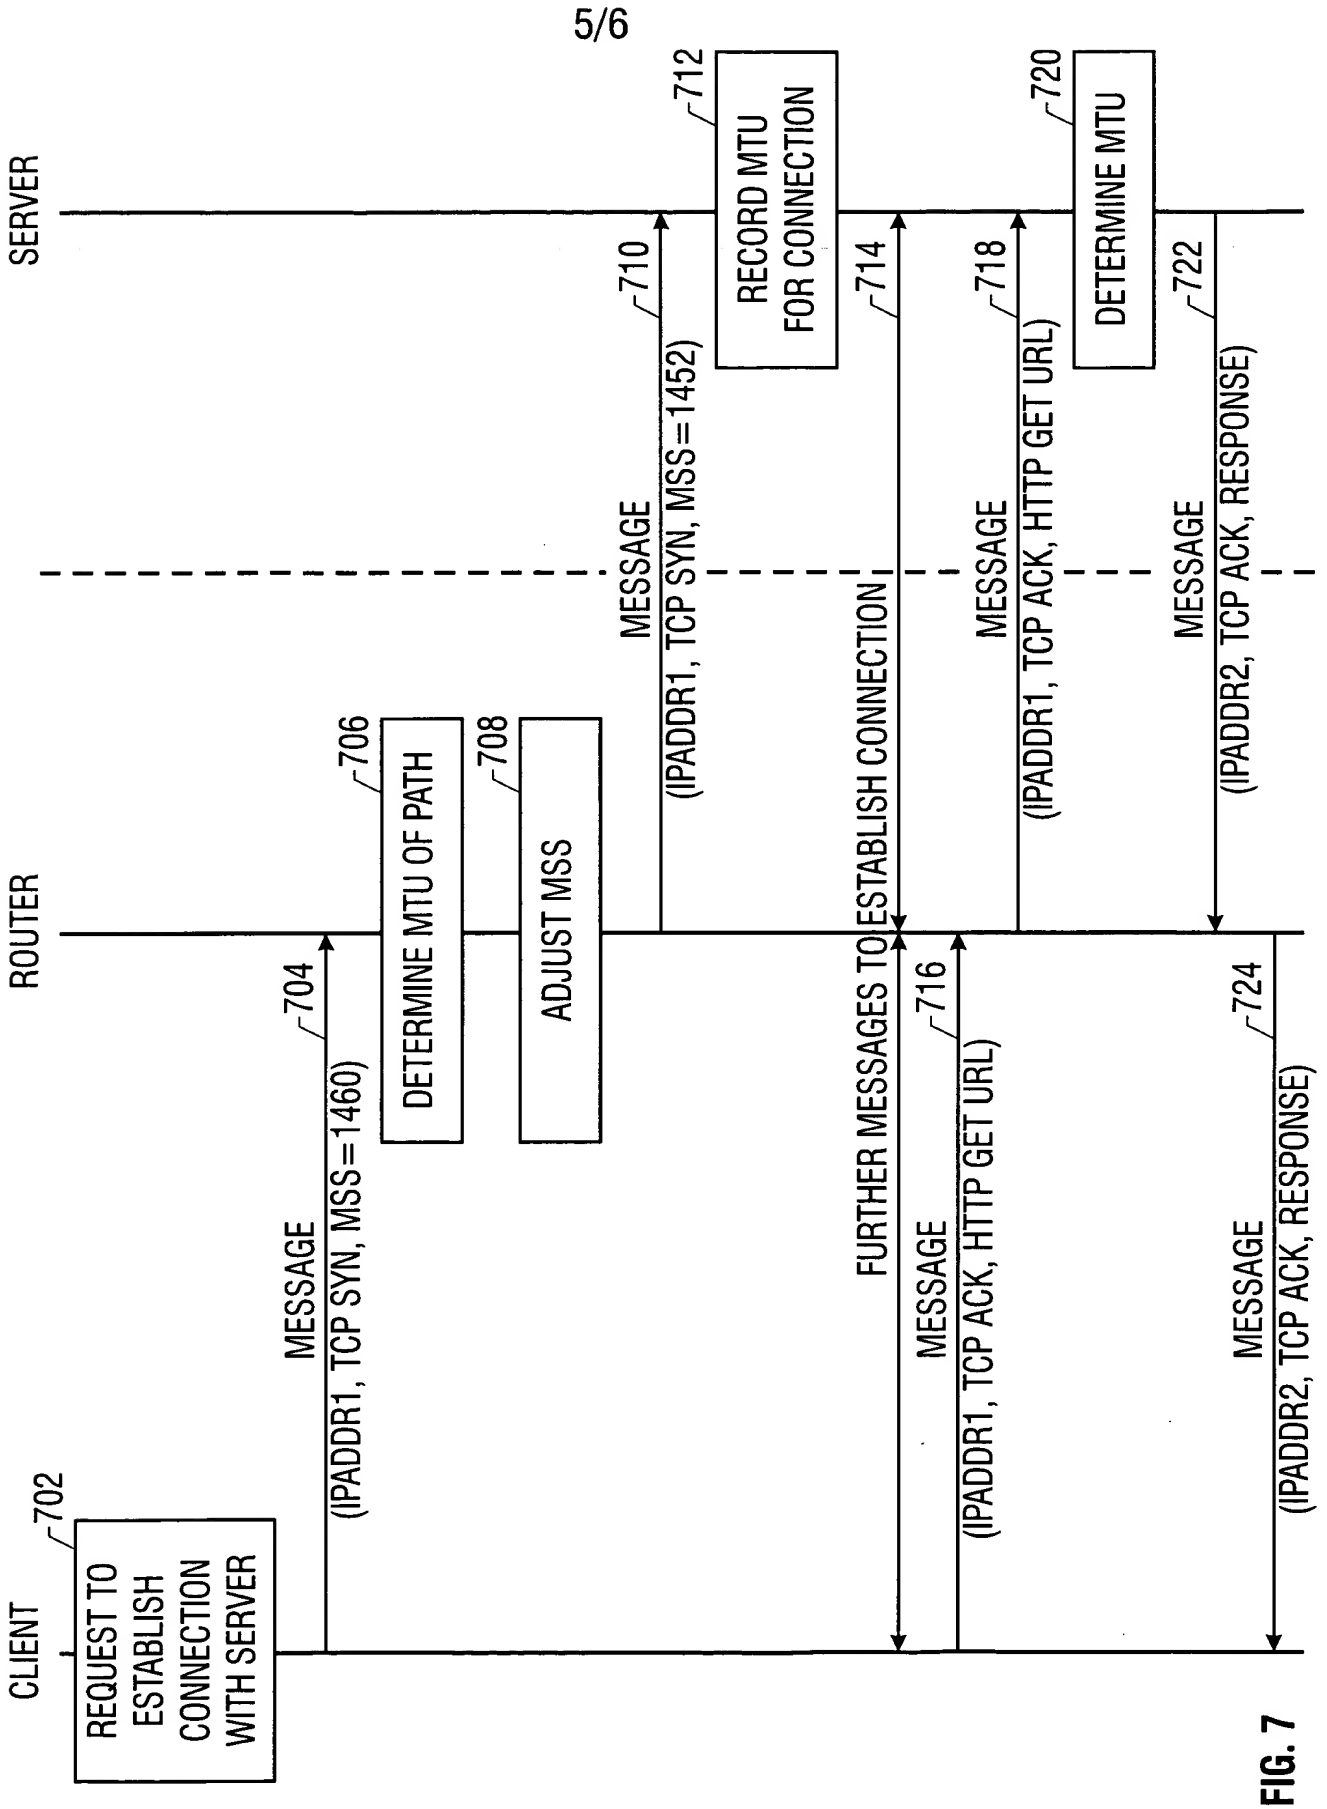 5/6
CLIENT
ROUTER
SERVER
702
REQUEST TO
ESTABLISH
CONNECTION
WITH SERVER
704
MESSAGE
(IPADDR1, TCP SYN, MSS=1460)
706
DETERMINE MTU OF PATH
708
ADJUST MSS
710
MESSAGE
(IPADDR1, TCP SYN, MSS=1452)
712
RECORD MTU
FOR CONNECTION
714
FURTHER MESSAGES TO ESTABLISH CONNECTION
716
MESSAGE
(IPADDR1, TCP ACK, HTTP GET URL)
718
MESSAGE
(IPADDR1, TCP ACK, HTTP GET URL)
720
DETERMINE MTU
722
MESSAGE
(IPADDR2, TCP ACK, RESPONSE)
724
MESSAGE
(IPADDR2, TCP ACK, RESPONSE)
FIG. 7